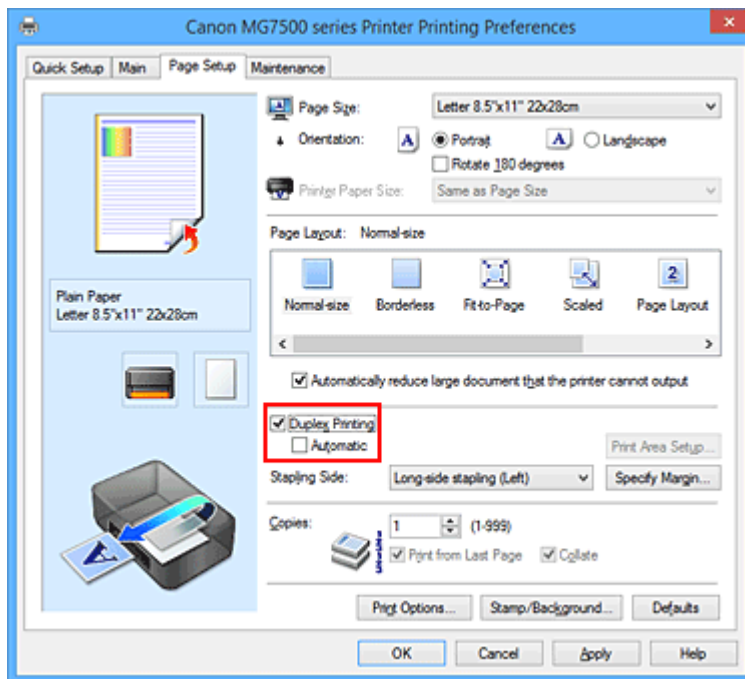 Canon MG7500 series Printer Printing Preferences
Quick Setup Main Page Setup Maintenance
Page Size: Letter 8.5"x11" 22x28cm
Orientation: A Portrait A Landscape
Rotate 180 degrees
Printer Paper Size: Same as Page Size
Page Layout: Normal-size
2
Normal-size Borderless Fit-to-Page Scaled Page Layout
Plain Paper
Letter 8.5"x11" 22x28cm
Automatically reduce large document that the printer cannot output
Duplex Printing
Automatic
Print Area Setup...
Stapling Side: Long-side stapling (Left) Specify Margin...
Copies: 1 (1-999)
Print from Last Page Collate
A
Print Options... Stamp/Background... Defaults
OK Cancel Apply Help